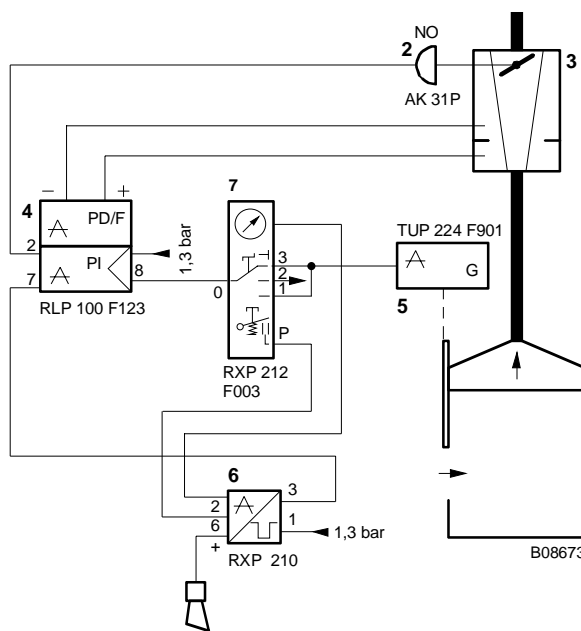 NO
2
3
AK 31P
− +
4
PD/F
7
2
PI
1,3 bar
7
8
RLP 100 F123
0
3
2
1
P
RXP 212
F003
TUP 224 F901
G
5
6
2
3
6
1
+
1,3 bar
RXP 210
B08673